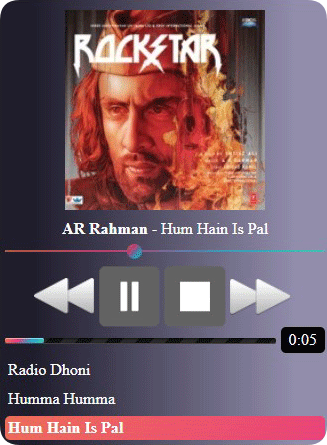 ROCKSTAR
AR Rahman - Hum Hain Is Pal
0:05
Radio Dhoni
Humma Humma
Hum Hain Is Pal